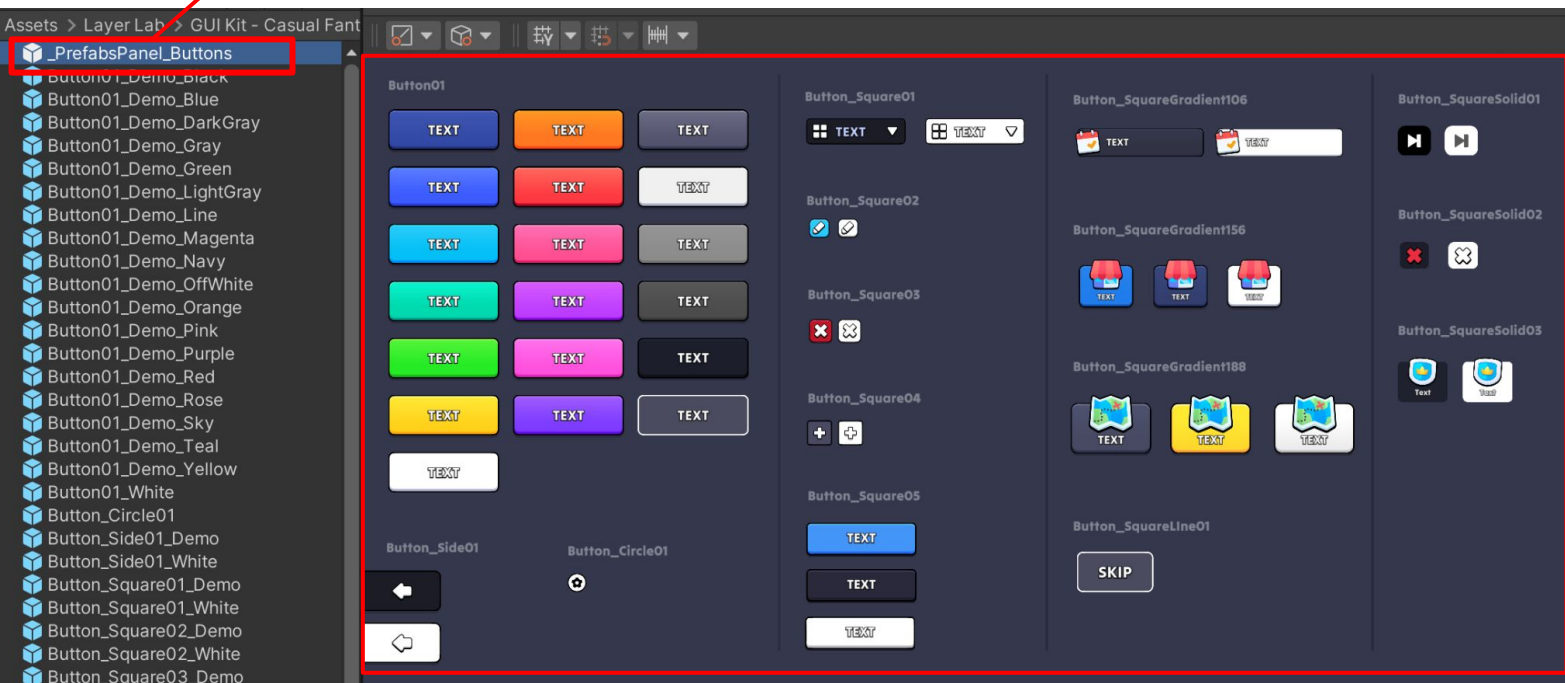 Assets > Layer Lab > GUI Kit - Casual Fant
_PrefabsPanel_Buttons
Button01_Demo_Black
Button01_Demo_Blue
Button01_Demo_DarkGray
Button01_Demo_Gray
Button01_Demo_Green
Button01_Demo_LightGray
Button01_Demo_Line
Button01_Demo_Magenta
Button01_Demo_Navy
Button01_Demo_OffWhite
Button01_Demo_Orange
Button01_Demo_Pink
Button01_Demo_Purple
Button01_Demo_Red
Button01_Demo_Rose
Button01_Demo_Sky
Button01_Demo_Teal
Button01_Demo_Yellow
Button01_White
Button_Circle01
Button_Side01_Demo
Button_Side01_White
Button_Square01_Demo
Button_Square01_White
Button_Square02_Demo
Button_Square02_White
Button_Square03_Demo
Button01
TEXT TEXT TEXT
TEXT TEXT TEXT
TEXT TEXT TEXT
TEXT TEXT TEXT
TEXT TEXT TEXT
TEXT TEXT TEXT
TEXT
Button_Side01
Button_Circle01
Button_Square01
TEXT TEXT
Button_Square02
Button_Square03
Button_Square04
Button_Square05
TEXT
TEXT
TEXT
Button_SquareGradient106
TEXT TEXT
Button_SquareGradient156
TEXT TEXT TEXT
Button_SquareGradient188
TEXT TEXT TEXT
Button_SquareLIne01
SKIP
Button_SquareSolid01
Button_SquareSolid02
Button_SquareSolid03
Text Text